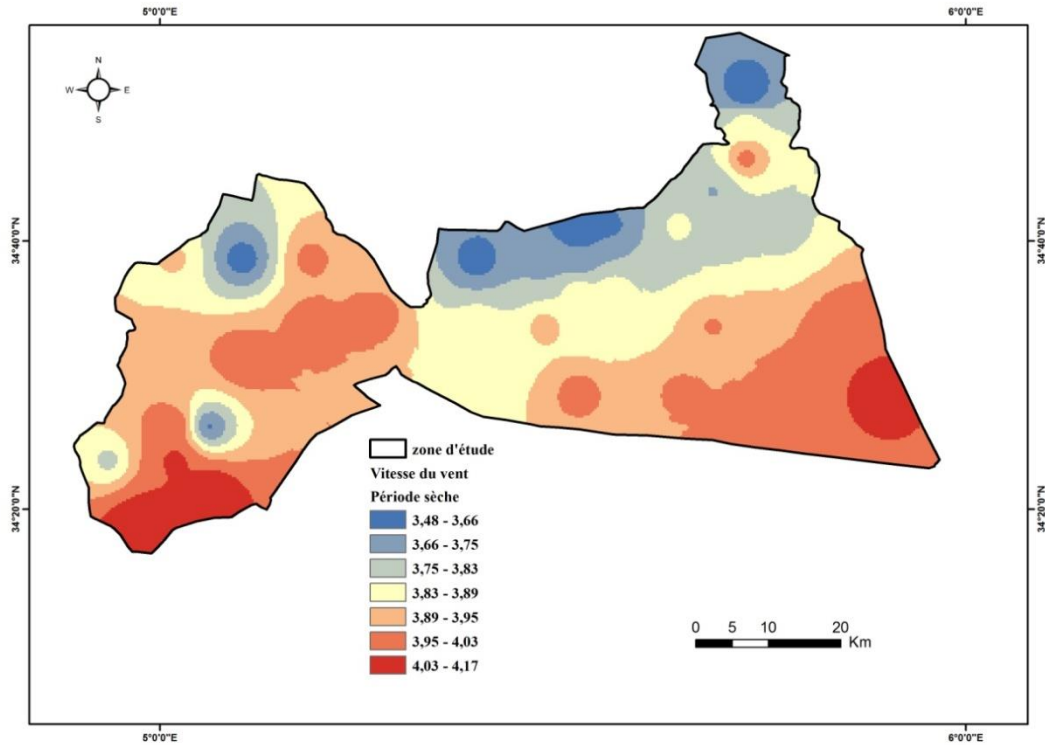 5°0'0"E 6°0'0"E
N
W E
S
34°40'0"N 34°40'0"N
34°20'0"N 34°20'0"N
zone d'étude
Vitesse du vent
Période sèche
3,48 - 3,66
3,66 - 3,75
3,75 - 3,83
3,83 - 3,89
3,89 - 3,95
3,95 - 4,03
4,03 - 4,17
0 5 10 20
Km
5°0'0"E 6°0'0"E